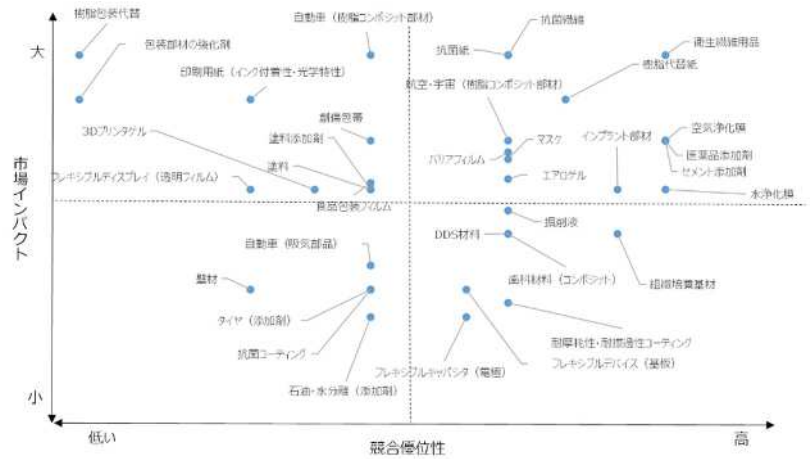 樹脂包装代替
自動車（樹脂コンポジット部材）
抗菌繊維
大
包装部材の強化剤
抗菌紙
衛生繊維用品
印刷用紙（インク付着性・光学特性）
航空・宇宙（樹脂コンポジット部材）
樹脂代替紙
創傷包帯
3Dプリンタゲル
塗料添加剤
マスク
インプラント部材
空気浄化膜
塗料
バリアフィルム
医薬品添加剤
フレキシブルディスプレイ（透明フィルム）
エアロゲル
セメント添加剤
食品包装フィルム
水浄化膜
市場インパクト
掘削液
自動車（吸気部品）
DDS材料
壁材
歯科材料（コンポジット）
組織培養基材
タイヤ（添加剤）
耐摩耗性・耐擦過性コーティング
抗菌コーティング
フレキシブルキャパシタ（電極）
フレキシブルデバイス（基板）
石油・水分離（添加剤）
小
低い
競合優位性
高